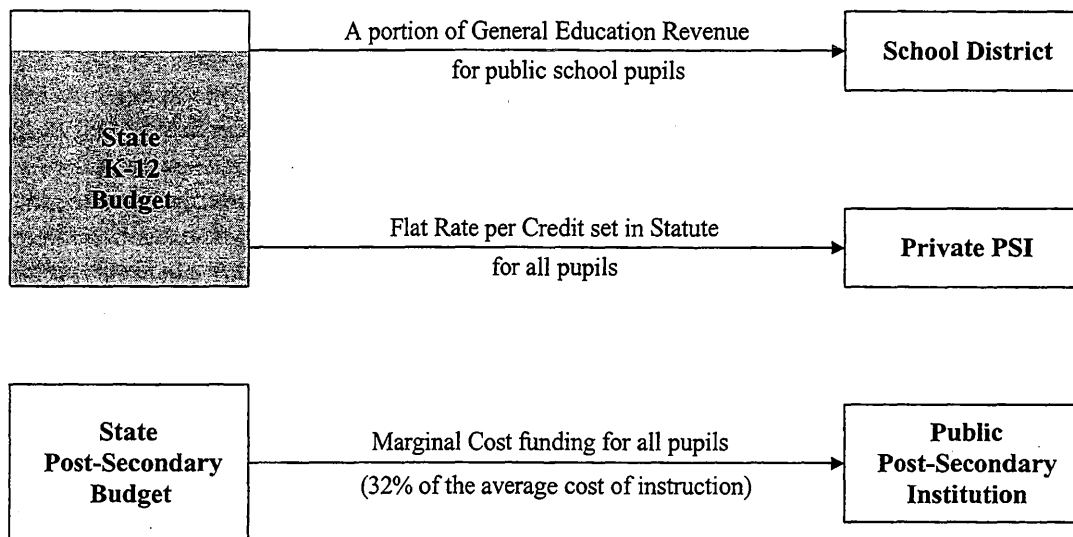 A portion of General Education Revenue
for public school pupils
School District
State
K-12
Budget
Flat Rate per Credit set in Statute
for all pupils
Private PSI
State
Post-Secondary
Budget
Marginal Cost funding for all pupils
(32% of the average cost of instruction)
Public
Post-Secondary
Institution